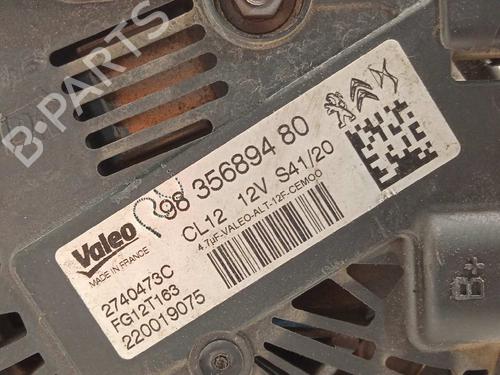 B-PARTS
98 356894 80
CL12 12V S41/20
4.7µF-VALEO-ALT-12F-CEMOO
Valeo
MADE IN FRANCE
2740473C
FG12T163
220019075
B+